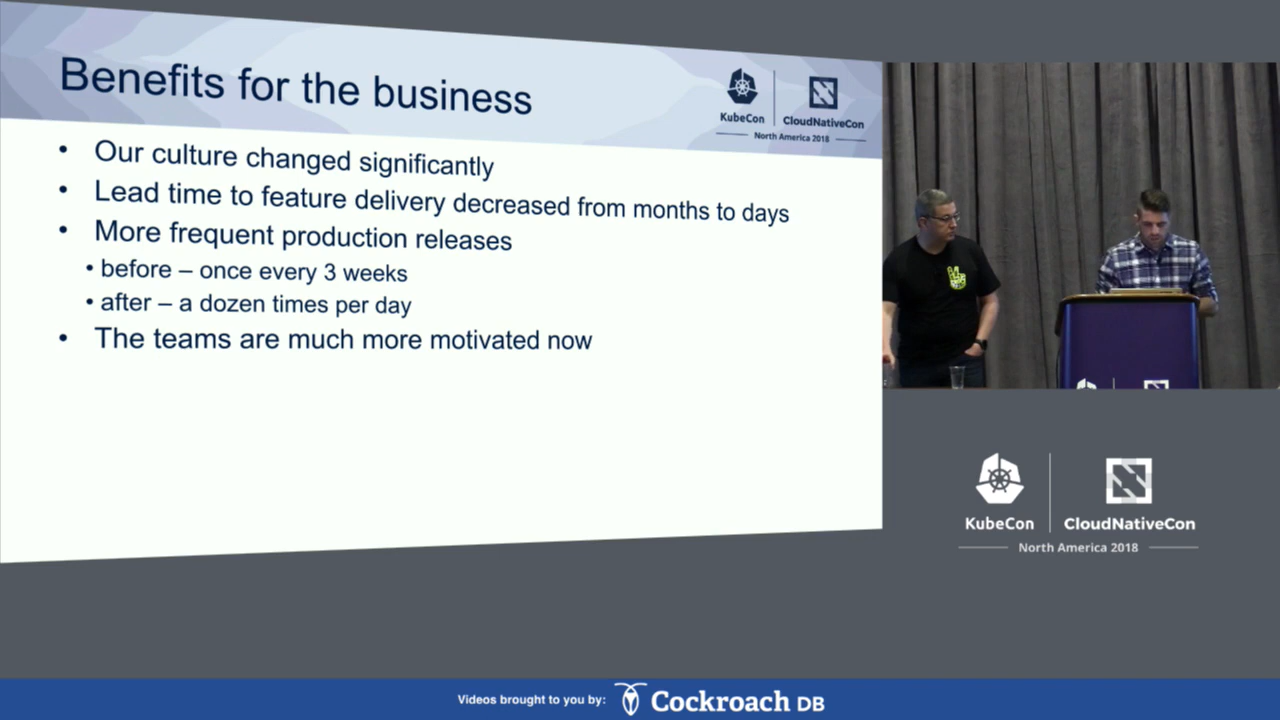 Benefits for the business
KubeCon
CloudNativeCon
North America 2018
• Our culture changed significantly
• Lead time to feature delivery decreased from months to days
• More frequent production releases
• before – once every 3 weeks
• after – a dozen times per day
• The teams are much more motivated now
KubeCon
CloudNativeCon
North America 2018
Videos brought to you by:
Cockroach DB